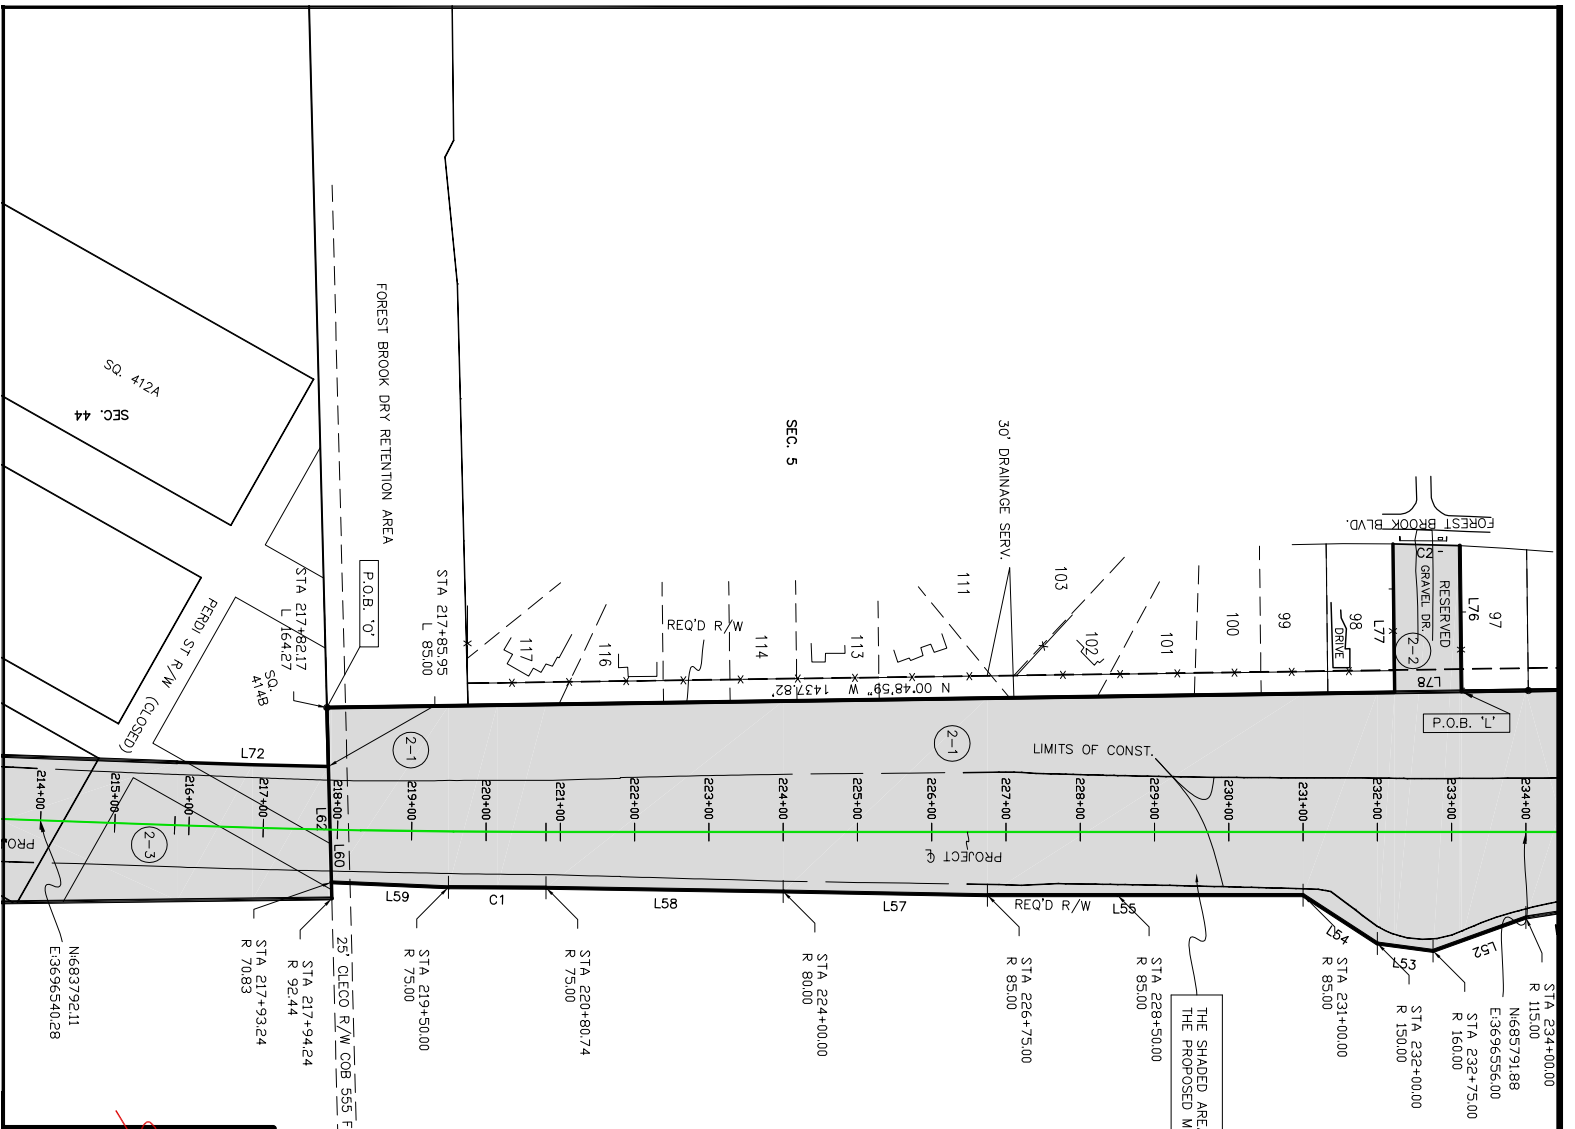 SQ. 412A
SEC. 44
FOREST BROOK DRY RETENTION AREA
P.O.B. 'O'
STA 217+82.17
L 164.27
STA 217+85.95
L 85.00
PERDI ST R/W (CLOSED)
SQ.
414B
SEC. 5
30' DRAINAGE SERV.
REQ'D R/W
117
116
114
113
111
103
102
101
100
99
98
97
DRIVE
FOREST BROOK BLVD.
C2
GRAVEL DR.
RESERVED
L76
L77
2-2
L78
P.O.B. 'L'
N 00°48'59" W 1437.82'
2-1
2-1
LIMITS OF CONST.
L72
214+00
215+00
216+00
217+00
218+00
219+00
220+00
221+00
222+00
223+00
224+00
225+00
226+00
227+00
228+00
229+00
230+00
231+00
232+00
233+00
234+00
L62
L60
2-3
PROJECT ℄
L59
C1
L58
L57
REQ'D R/W
L55
L54
L53
L52
N:683792.11
E:3696540.28
STA 217+93.24
R 70.83
STA 217+94.24
R 92.44
25' CLECO R/W COB 555 F
STA 219+50.00
R 75.00
STA 220+80.74
R 75.00
STA 224+00.00
R 80.00
STA 226+75.00
R 85.00
STA 228+50.00
R 85.00
THE SHADED ARE
THE PROPOSED M
STA 231+00.00
R 85.00
STA 232+00.00
R 150.00
STA 232+75.00
R 160.00
N:685791.88
E:3696556.00
STA 234+00.00
R 115.00